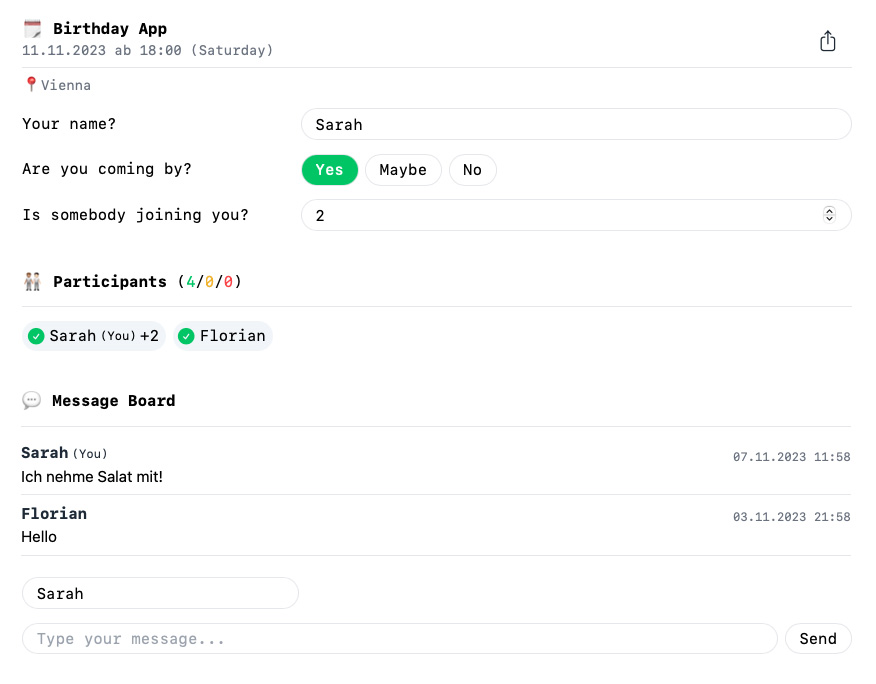 Birthday App
11.11.2023 ab 18:00 (Saturday)
Vienna
Your name? Sarah
Are you coming by? Yes Maybe No
Is somebody joining you? 2
Participants (4/0/0)
Sarah (You) +2 Florian
Message Board
Sarah (You) 07.11.2023 11:58
Ich nehme Salat mit!
Florian 03.11.2023 21:58
Hello
Sarah
Type your message... Send